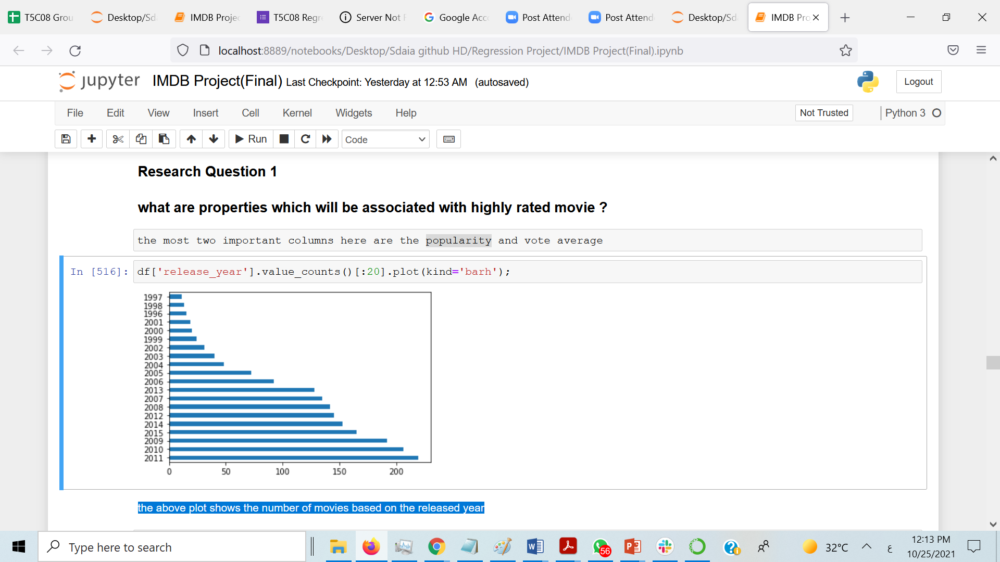 T5C08 Grou
Desktop/Sd
IMDB Projec
T5C08 Regr
Server Not F
Google Acc
Post Attend
Post Attend
Desktop/Sd
IMDB Pro
localhost:8889/notebooks/Desktop/Sdaia github HD/Regression Project/IMDB Project(Final).ipynb
jupyter IMDB Project(Final) Last Checkpoint: Yesterday at 12:53 AM (autosaved)
Logout
File Edit View Insert Cell Kernel Widgets Help
Not Trusted
Python 3
Run
Code
Research Question 1
what are properties which will be associated with highly rated movie ?
the most two important columns here are the popularity and vote average
In [516]: df['release_year'].value_counts()[:20].plot(kind='barh');
1997
1998
1996
2001
2000
1999
2002
2003
2004
2005
2006
2013
2007
2008
2012
2014
2015
2009
2010
2011
0 50 100 150 200
the above plot shows the number of movies based on the released year
Type here to search
56
32°C
ع
12:13 PM
10/25/2021